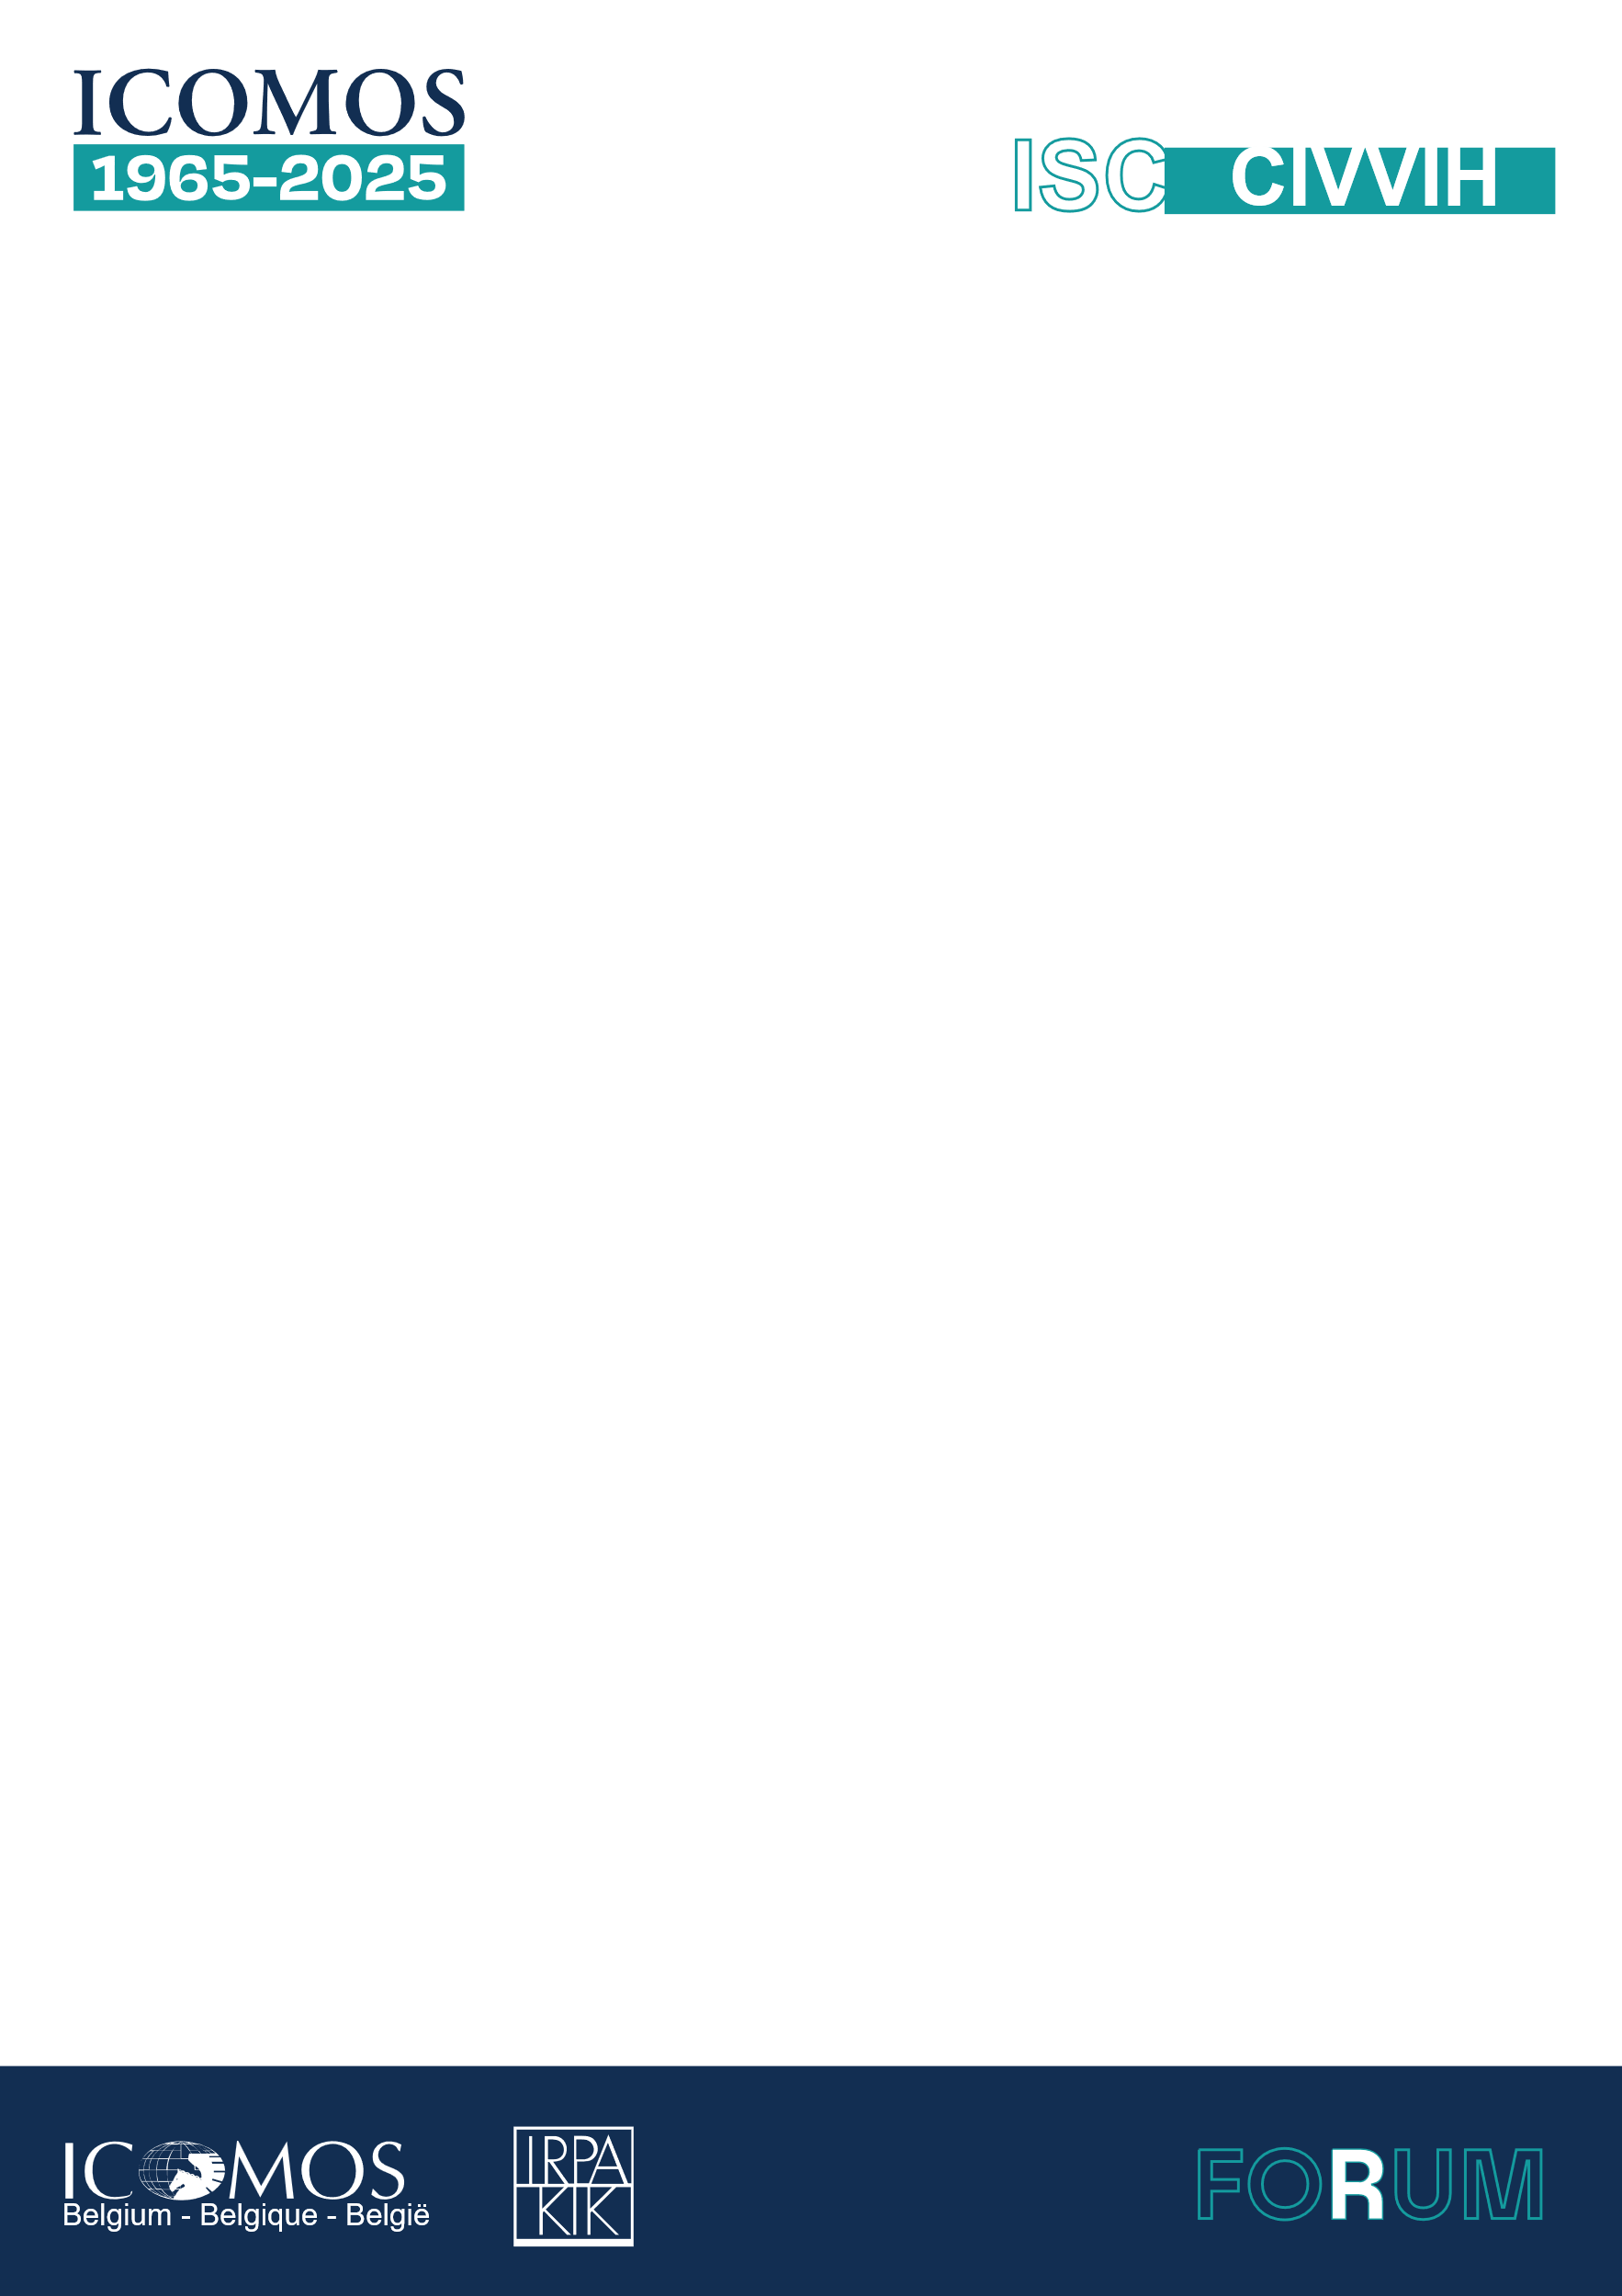 ICOMOS
1965-2025
ISC CIVVIH
ICOMOS
Belgium - Belgique - België
IRPA
KIK
FORUM